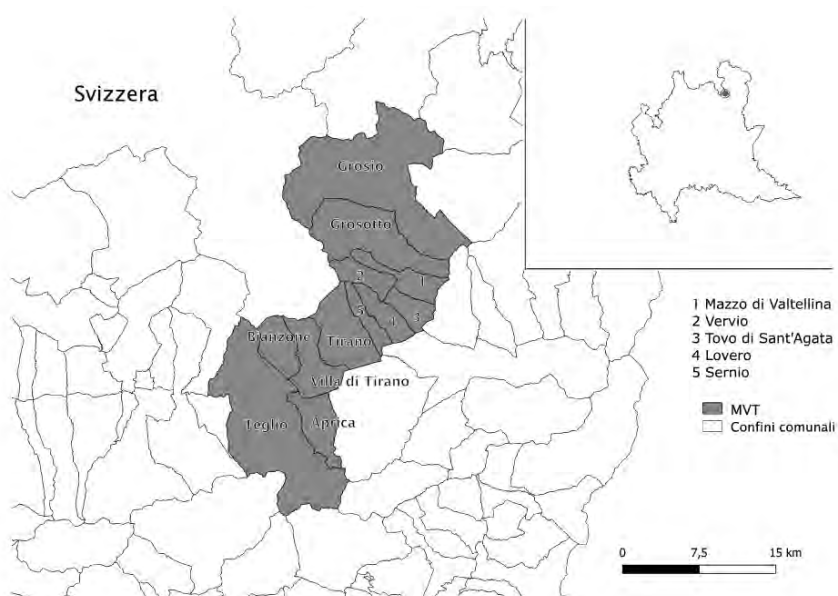 Svizzera
Grosio
Grosotto
2
1
5
4
3
Bianzone
Tirano
Villa di Tirano
Teglio
Aprica
1 Mazzo di Valtellina
2 Vervio
3 Tovo di Sant'Agata
4 Lovero
5 Sernio
MVT
Confini comunali
0 7,5 15 km